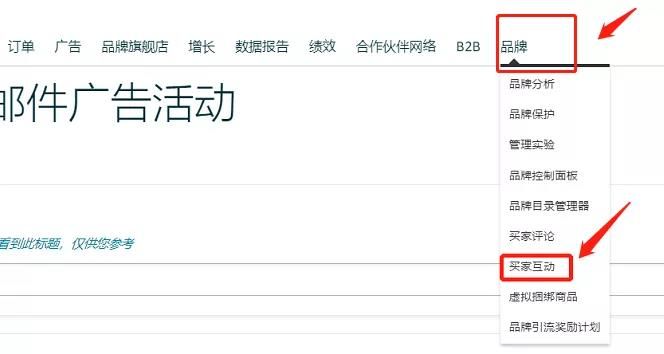 订单 广告 品牌旗舰店 增长 数据报告 绩效 合作伙伴网络 B2B 品牌
邮件广告活动
品牌分析
品牌保护
管理实验
品牌控制面板
品牌目录管理器
买家评论
看到此标题，仅供您参考
买家互动
虚拟捆绑商品
品牌引流奖励计划